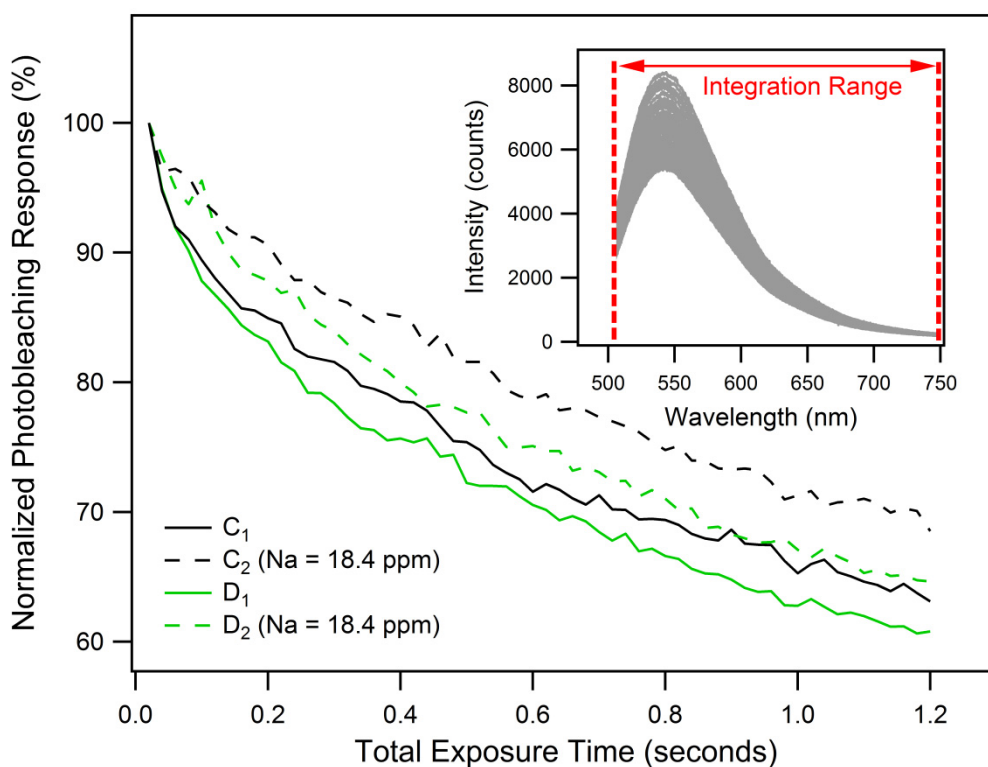 Normalized Photobleaching Response (%)
100
90
80
70
60
0.0
0.2
0.4
0.6
0.8
1.0
1.2
Total Exposure Time (seconds)
C₁
C₂ (Na = 18.4 ppm)
D₁
D₂ (Na = 18.4 ppm)
Integration Range
Intensity (counts)
8000
6000
4000
2000
0
500
550
600
650
700
750
Wavelength (nm)